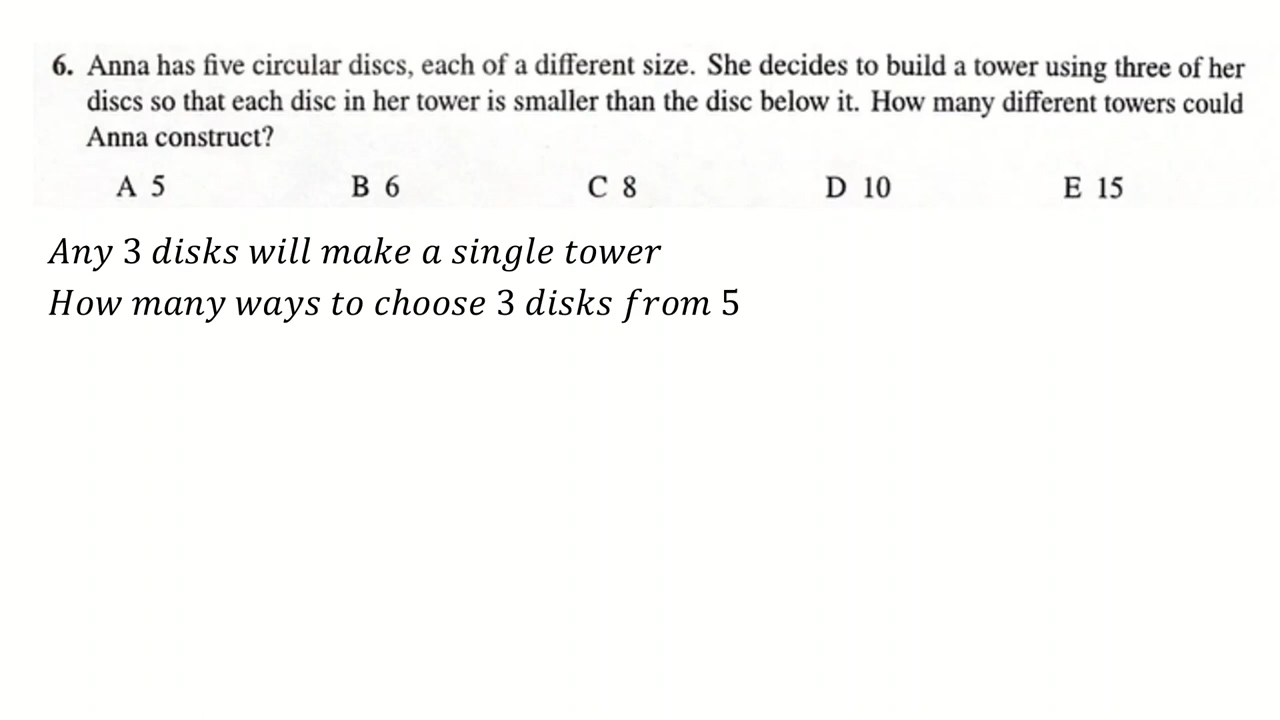 6. Anna has five circular discs, each of a different size. She decides to build a tower using three of her
discs so that each disc in her tower is smaller than the disc below it. How many different towers could
Anna construct?
A 5 B 6 C 8 D 10 E 15
Any 3 disks will make a single tower
How many ways to choose 3 disks from 5